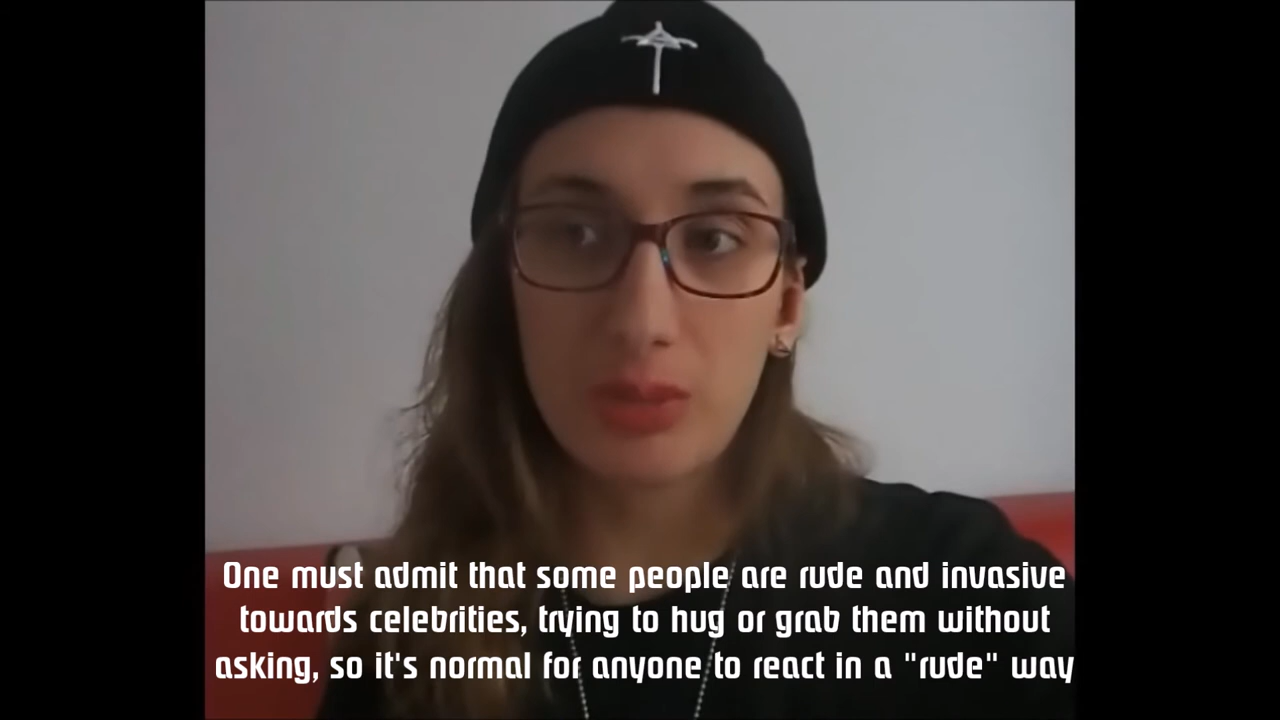 One must admit that some people are rude and invasive
towards celebrities, trying to hug or grab them without
asking, so it's normal for anyone to react in a "rude" way